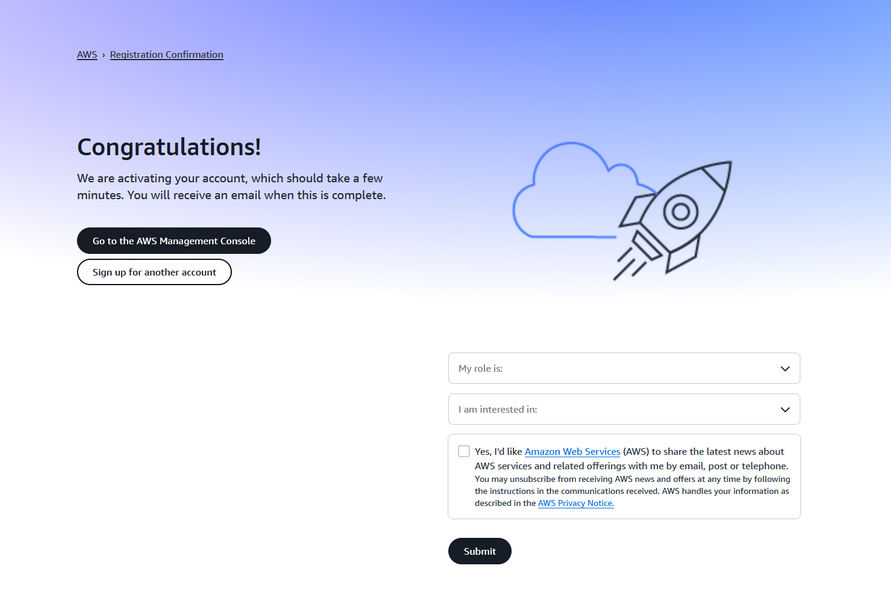 AWS › Registration Confirmation
Congratulations!
We are activating your account, which should take a few
minutes. You will receive an email when this is complete.
Go to the AWS Management Console
Sign up for another account
My role is:
I am interested in:
Yes, I'd like Amazon Web Services (AWS) to share the latest news about
AWS services and related offerings with me by email, post or telephone.
You may unsubscribe from receiving AWS news and offers at any time by following
the instructions in the communications received. AWS handles your information as
described in the AWS Privacy Notice.
Submit